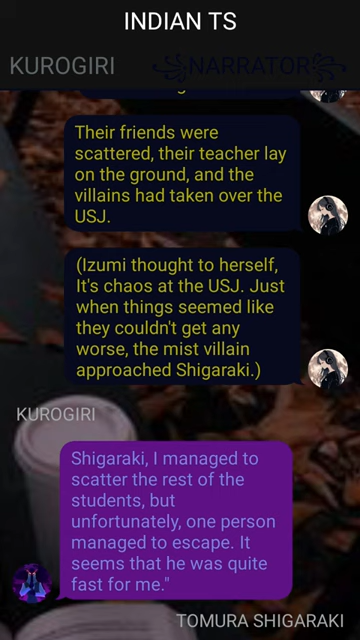 INDIAN TS
KUROGIRI
NARRATOR
Their friends were
scattered, their teacher lay
on the ground, and the
villains had taken over the
USJ.
(Izumi thought to herself,
It's chaos at the USJ. Just
when things seemed like
they couldn't get any
worse, the mist villain
approached Shigaraki.)
KUROGIRI
Shigaraki, I managed to
scatter the rest of the
students, but
unfortunately, one person
managed to escape. It
seems that he was quite
fast for me."
TOMURA SHIGARAKI